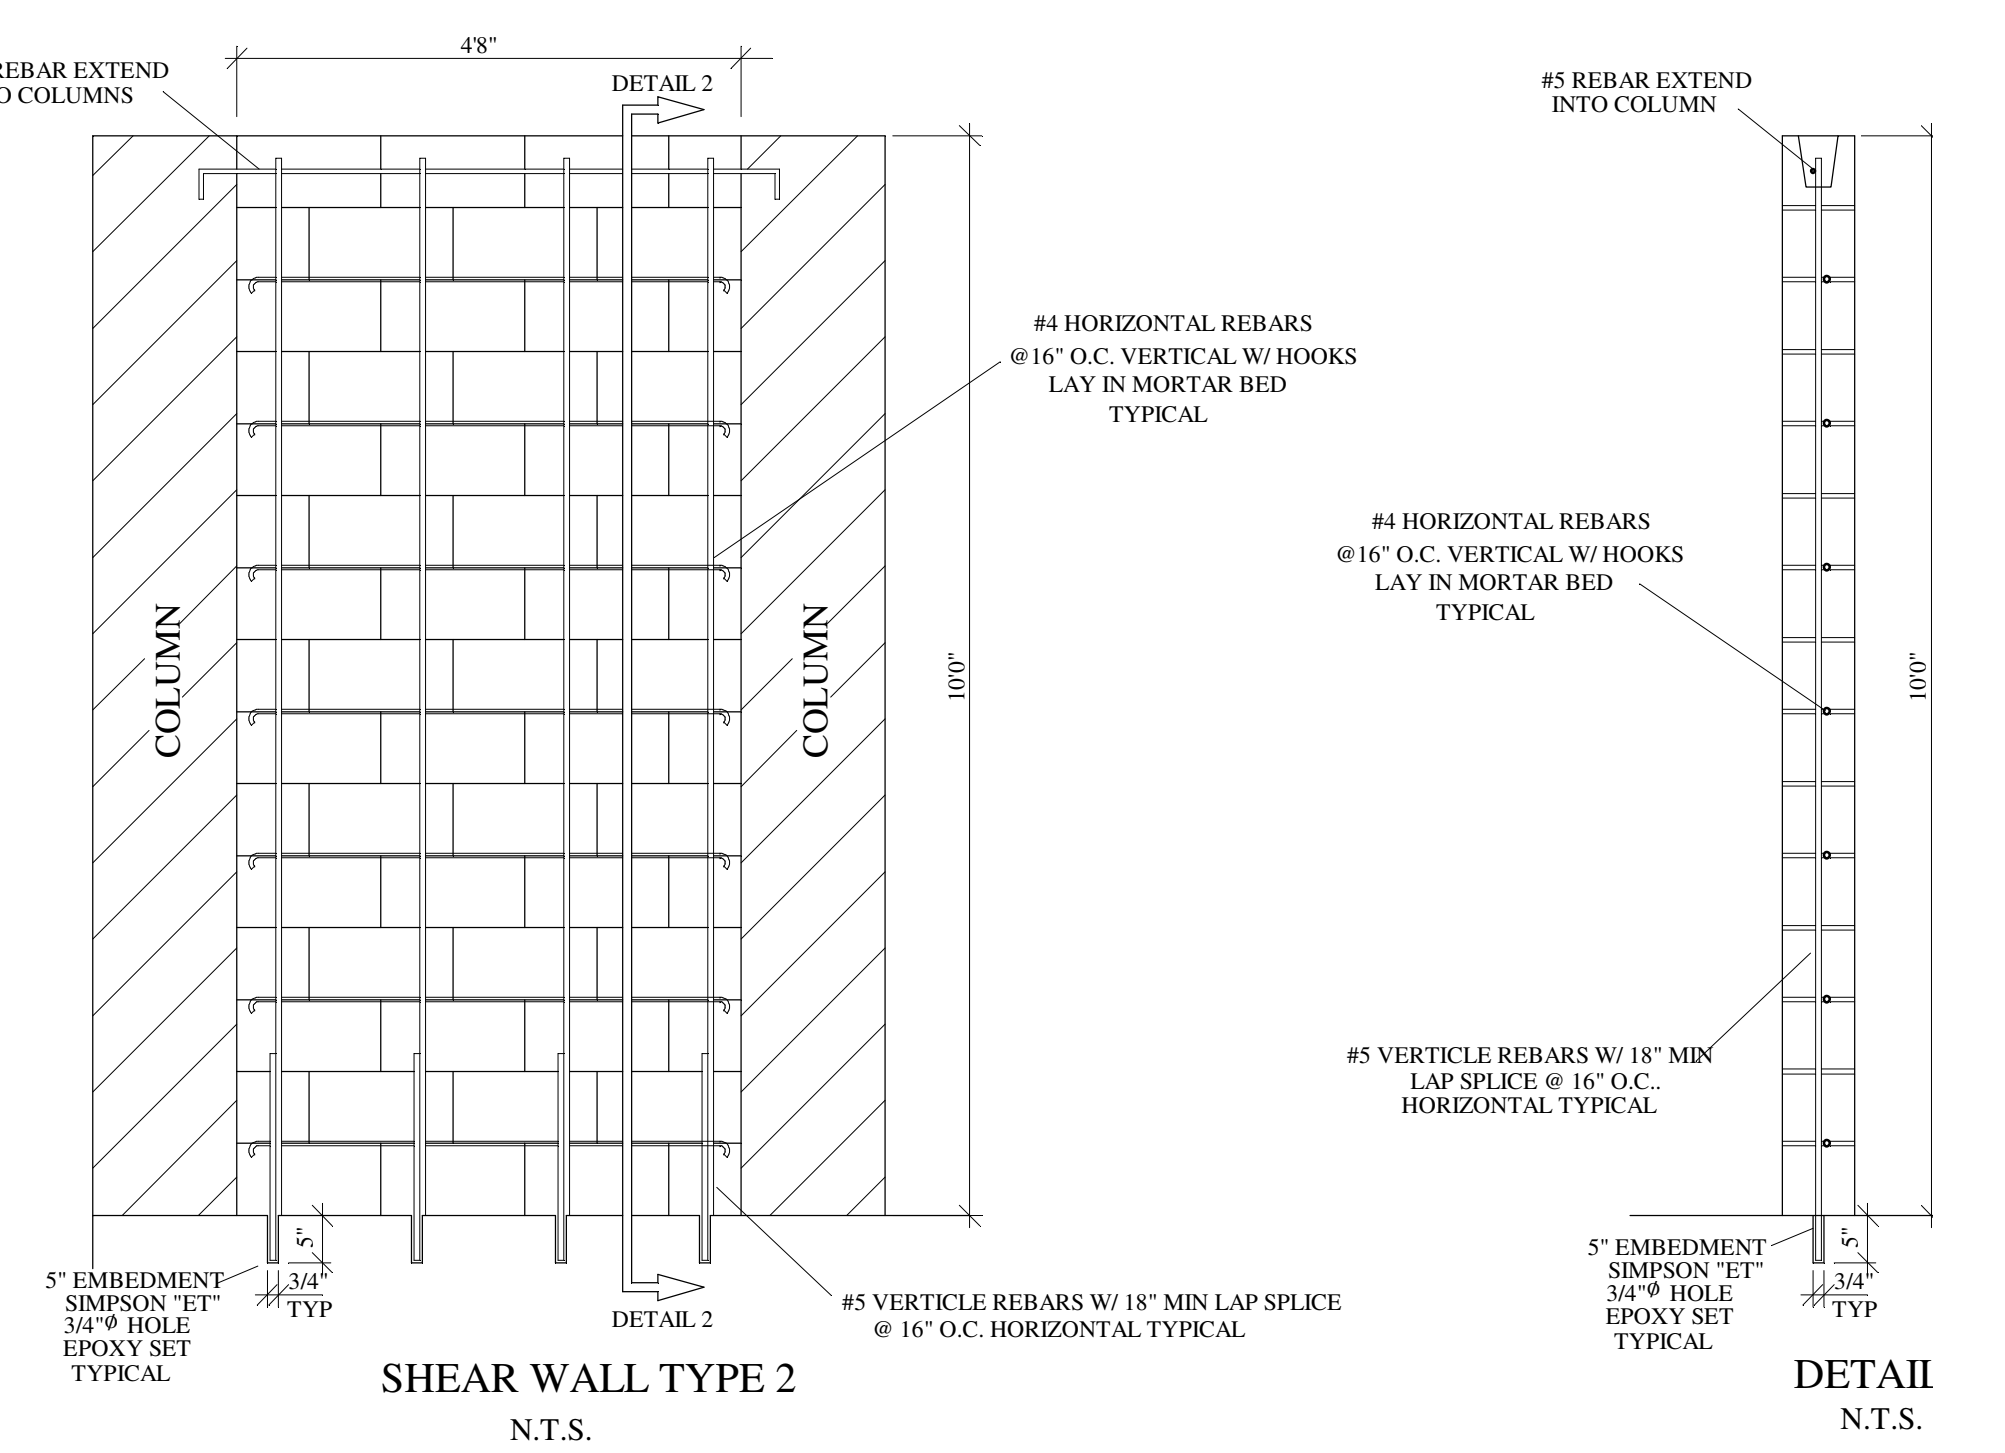 4'8"
REBAR EXTEND
COLUMNS
DETAIL 2
#4 HORIZONTAL REBARS
@16" O.C. VERTICAL W/ HOOKS
LAY IN MORTAR BED
TYPICAL
COLUMN
COLUMN
10'0"
5"
3/4"
TYP
5" EMBEDMENT
SIMPSON "ET"
3/4"Ø HOLE
EPOXY SET
TYPICAL
DETAIL 2
#5 VERTICLE REBARS W/ 18" MIN LAP SPLICE
@ 16" O.C. HORIZONTAL TYPICAL
SHEAR WALL TYPE 2
N.T.S.
#5 REBAR EXTEND
INTO COLUMN
#4 HORIZONTAL REBARS
@16" O.C. VERTICAL W/ HOOKS
LAY IN MORTAR BED
TYPICAL
10'0"
#5 VERTICLE REBARS W/ 18" MIN
LAP SPLICE @ 16" O.C..
HORIZONTAL TYPICAL
5" EMBEDMENT
SIMPSON "ET"
3/4"Ø HOLE
EPOXY SET
TYPICAL
5"
3/4"
TYP
DETAIL
N.T.S.